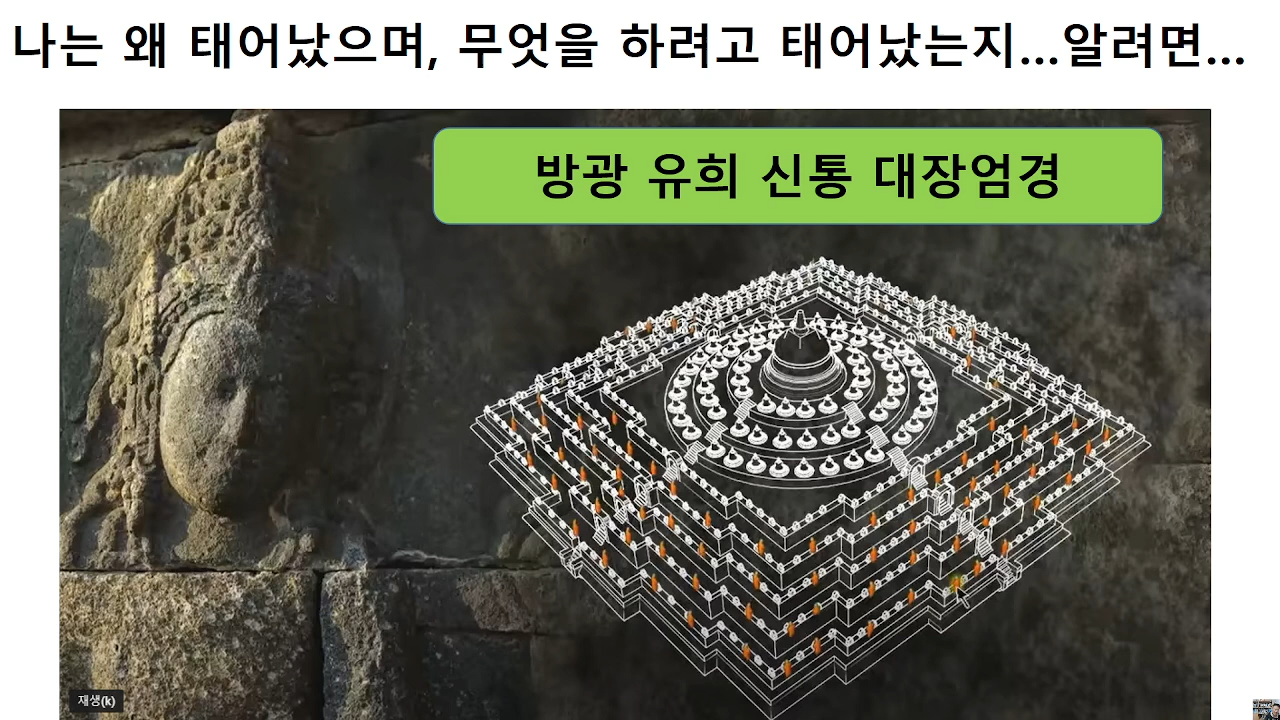 나는 왜 태어났으며, 무엇을 하려고 태어났는지...알려면...
방광 유희 신통 대장엄경
재생(k)